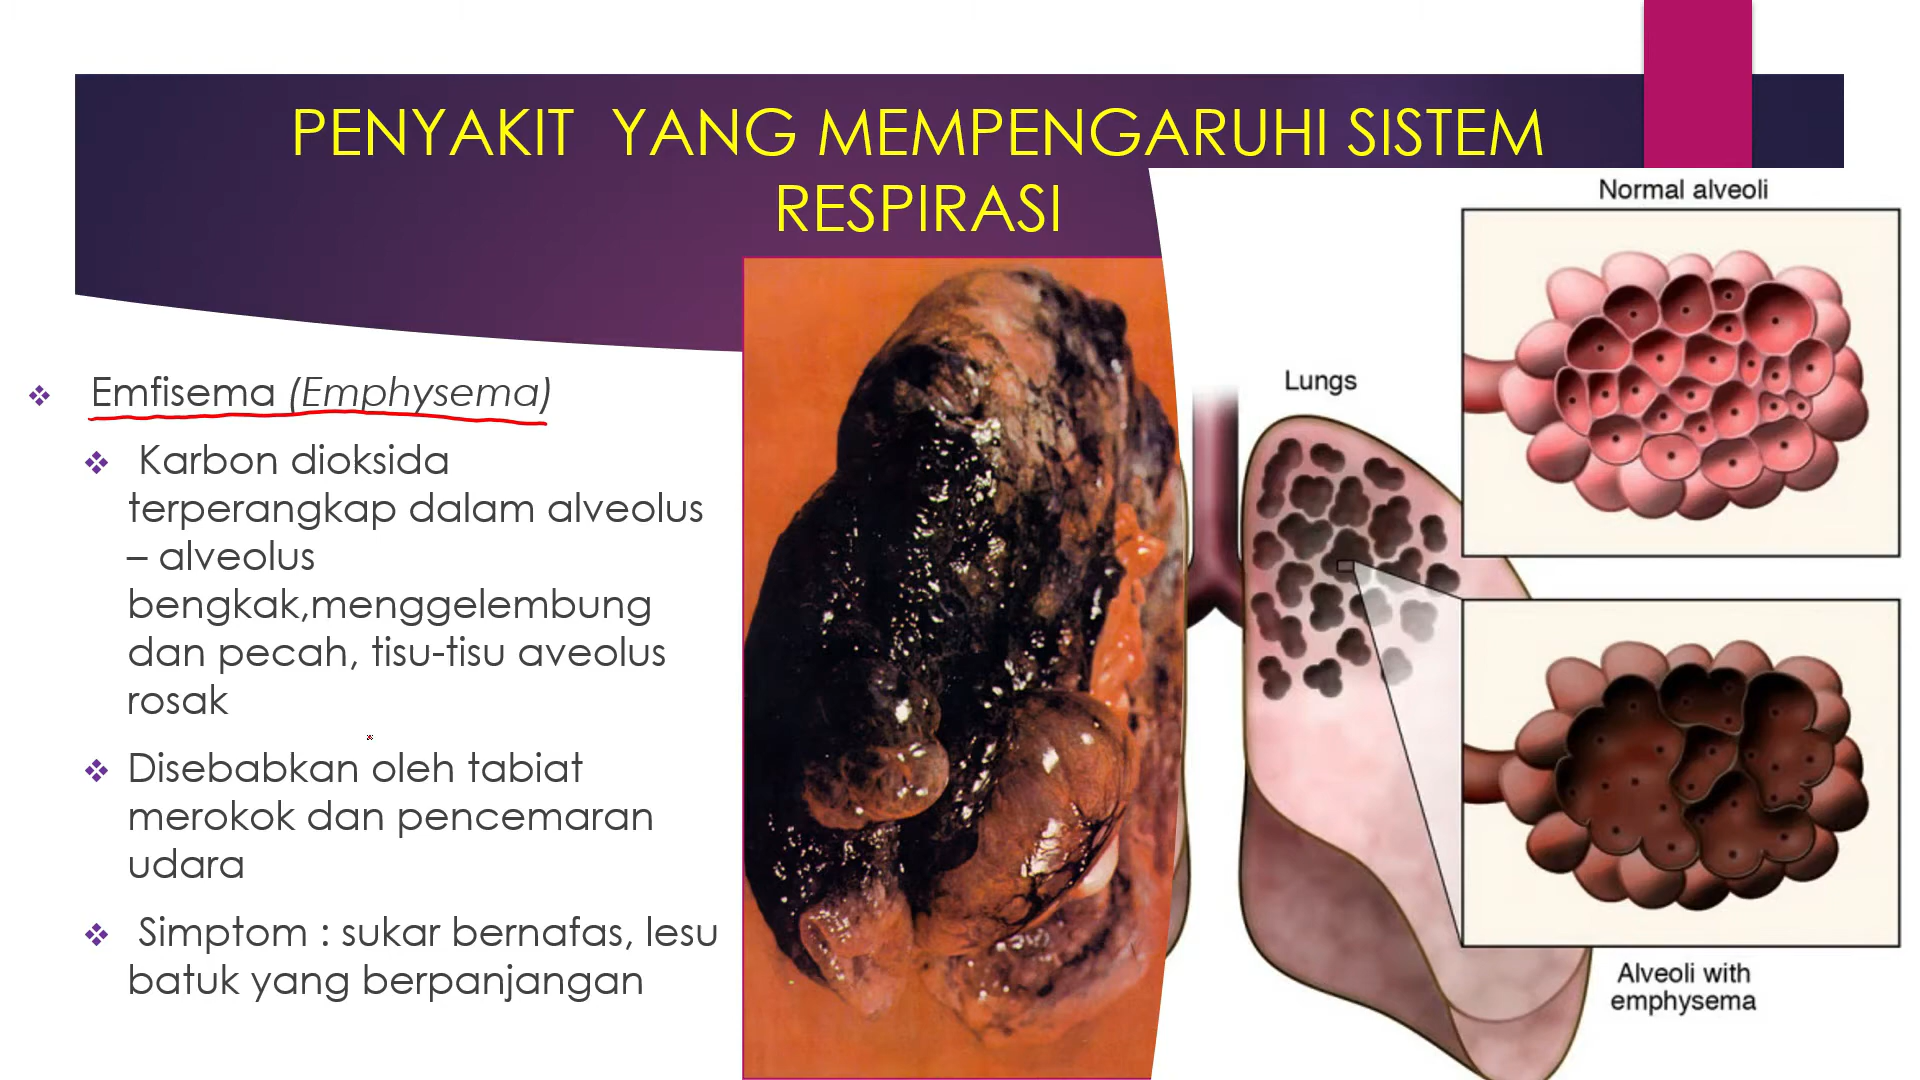 PENYAKIT  YANG MEMPENGARUHI SISTEM
RESPIRASI
Emfisema (Emphysema)
Karbon dioksida
terperangkap dalam alveolus
– alveolus
bengkak,menggelembung
dan pecah, tisu-tisu aveolus
rosak
Disebabkan oleh tabiat
merokok dan pencemaran
udara
Simptom : sukar bernafas, lesu
batuk yang berpanjangan
Lungs
Normal alveoli
Alveoli with
emphysema